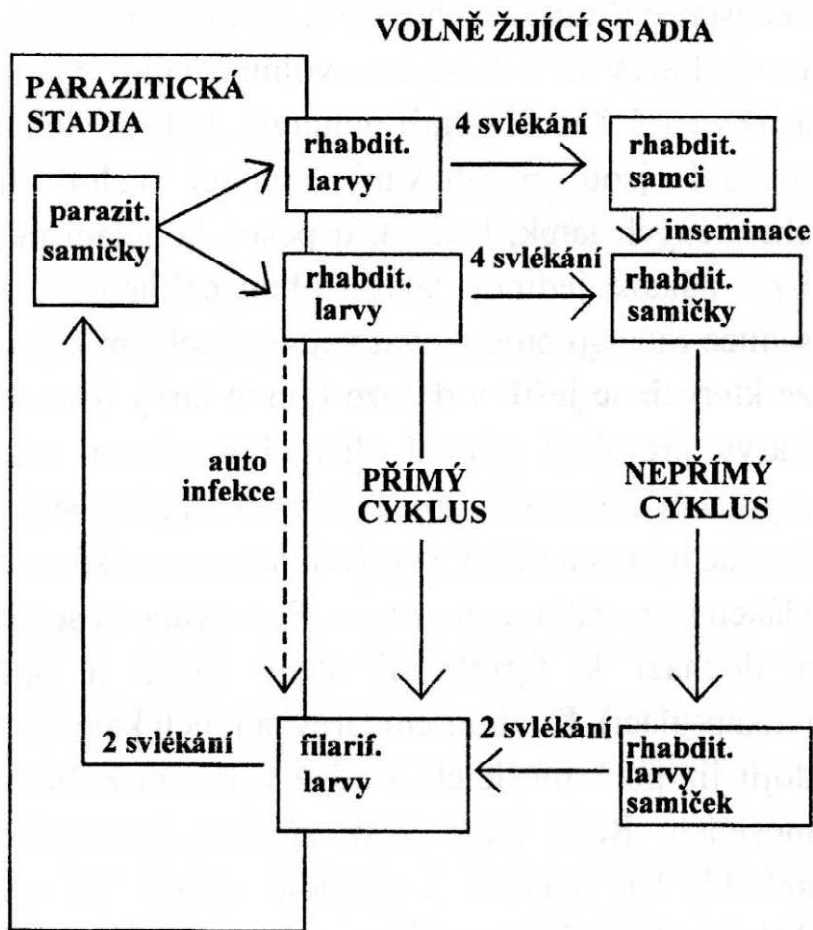 VOLNĚ ŽIJÍCÍ STADIA
PARAZITICKÁ
STADIA
parazit.
samičky
rhabdit.
larvy
4 svlékání
rhabdit.
samci
inseminace
rhabdit.
larvy
4 svlékání
rhabdit.
samičky
auto
infekce
PŘÍMÝ
CYKLUS
NEPŘÍMÝ
CYKLUS
2 svlékání
filarif.
larvy
2 svlékání
rhabdit.
larvy
samiček